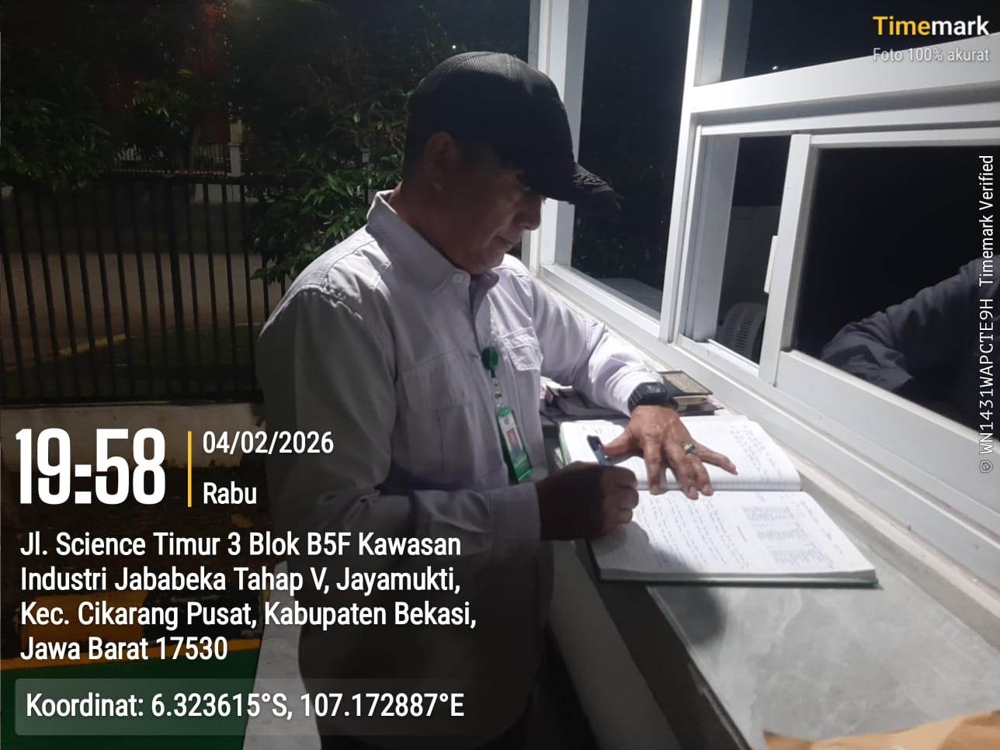 Timemark
Foto 100% akurat
WN1431WAPCTE9H Timemark Verified
19:58
04/02/2026
Rabu
Jl. Science Timur 3 Blok B5F Kawasan
Industri Jababeka Tahap V, Jayamukti,
Kec. Cikarang Pusat, Kabupaten Bekasi,
Jawa Barat 17530
Koordinat: 6.323615°S, 107.172887°E